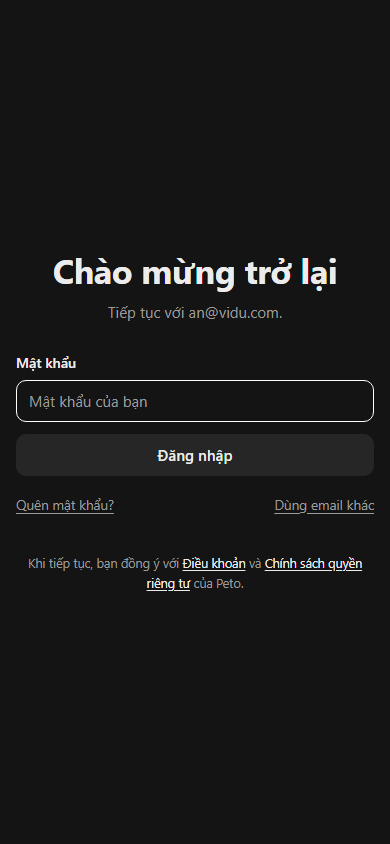 Chào mừng trở lại
Tiếp tục với an@vidu.com.
Mật khẩu
Mật khẩu của bạn
Đăng nhập
Quên mật khẩu?
Dùng email khác
Khi tiếp tục, bạn đồng ý với Điều khoản và Chính sách quyền
riêng tư của Peto.